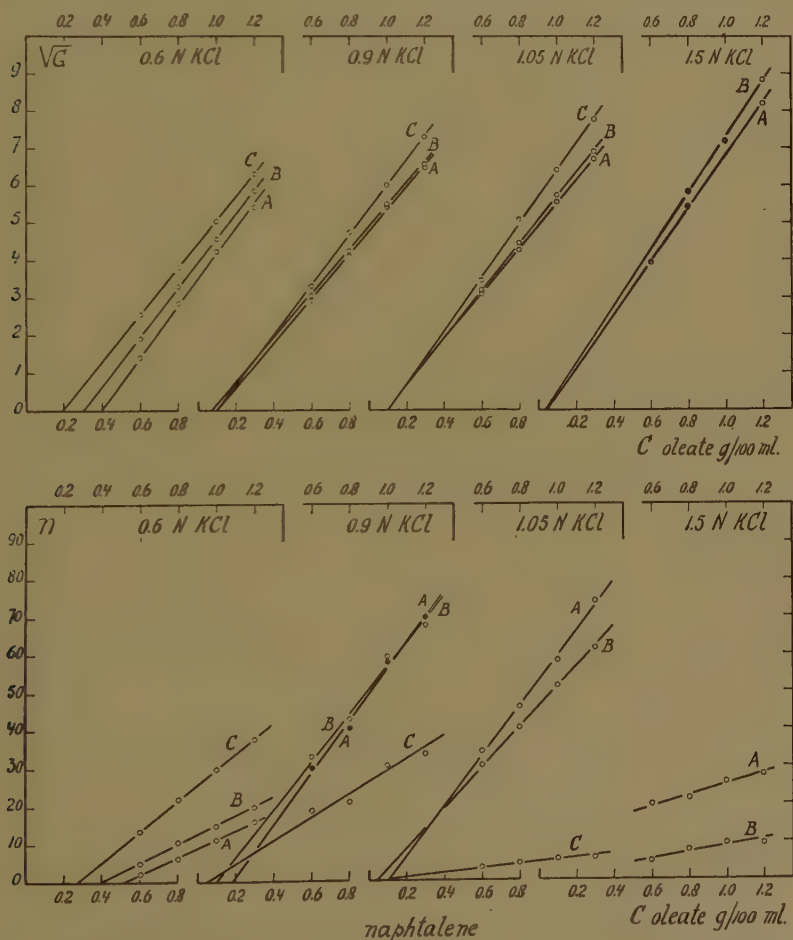 0.2 0.4 0.6 0.8 1.0 1.2 0.6 0.8 1.0 1.2 0.6 0.8 1.0 1.2 0.6 0.8 1.0 1.2
√G 0.6 N KCl 0.9 N KCl 1.05 N KCl 1.5 N KCl
9
8
7
6
5
4
3
2
1
0
C B A
C B A
C B A
B A
0.2 0.4 0.6 0.8 0.2 0.4 0.6 0.8 0.2 0.4 0.6 0.8 0.2 0.4 0.6 0.8 1.0 1.2
C oleate g/100 ml.
0.2 0.4 0.6 0.8 1.0 1.2 0.6 0.8 1.0 1.2 0.6 0.8 1.0 1.2 0.6 0.8 1.0 1.2
n 0.6 N KCl 0.9 N KCl 1.05 N KCl 1.5 N KCl
90
80
70
60
50
40
30
20
10
0
C B A
A B B A C
A B C
A B
0.2 0.4 0.6 0.8 0.2 0.4 0.6 0.8 0.2 0.4 0.6 0.8 0.2 0.4 0.6 0.8 1.0 1.2
naphtalene C oleate g/100 ml.